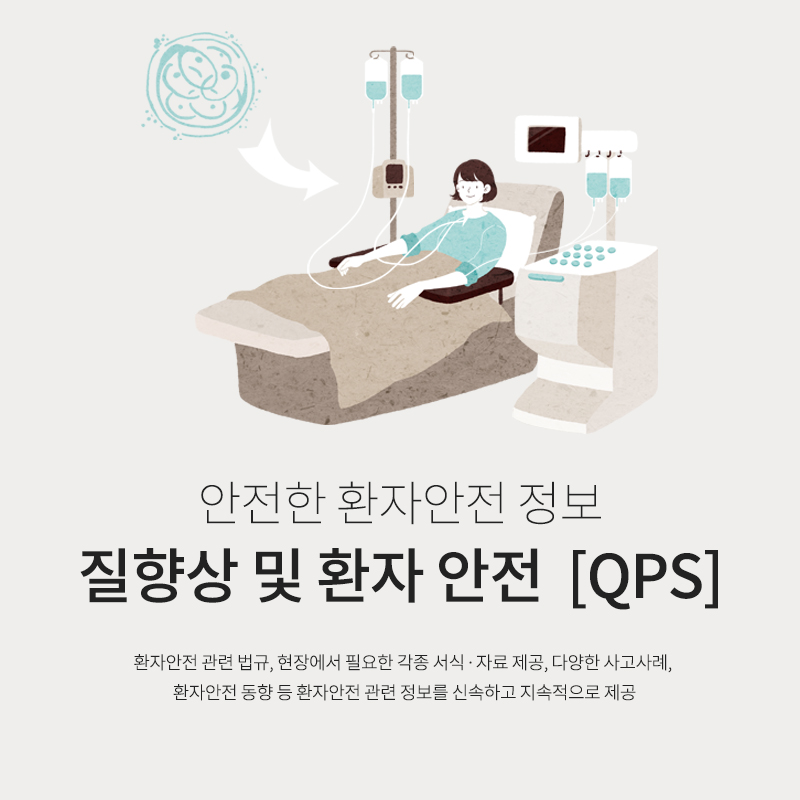 안전한 환자안전 정보
질향상 및 환자 안전 [QPS]
환자안전 관련 법규, 현장에서 필요한 각종 서식 · 자료 제공, 다양한 사고사례,
환자안전 동향 등 환자안전 관련 정보를 신속하고 지속적으로 제공